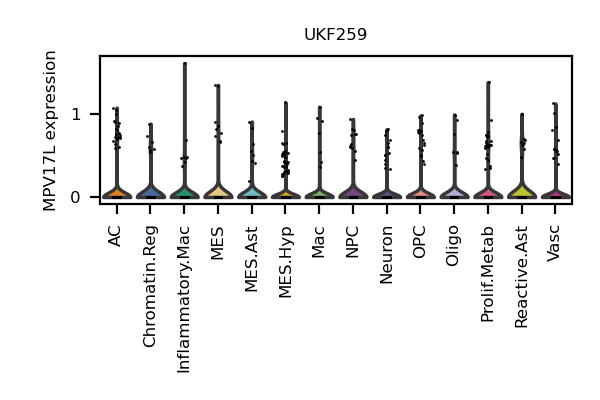 UKF259
MPV17L expression
1
0
AC
Chromatin.Reg
Inflammatory.Mac
MES
MES.Ast
MES.Hyp
Mac
NPC
Neuron
OPC
Oligo
Prolif.Metab
Reactive.Ast
Vasc